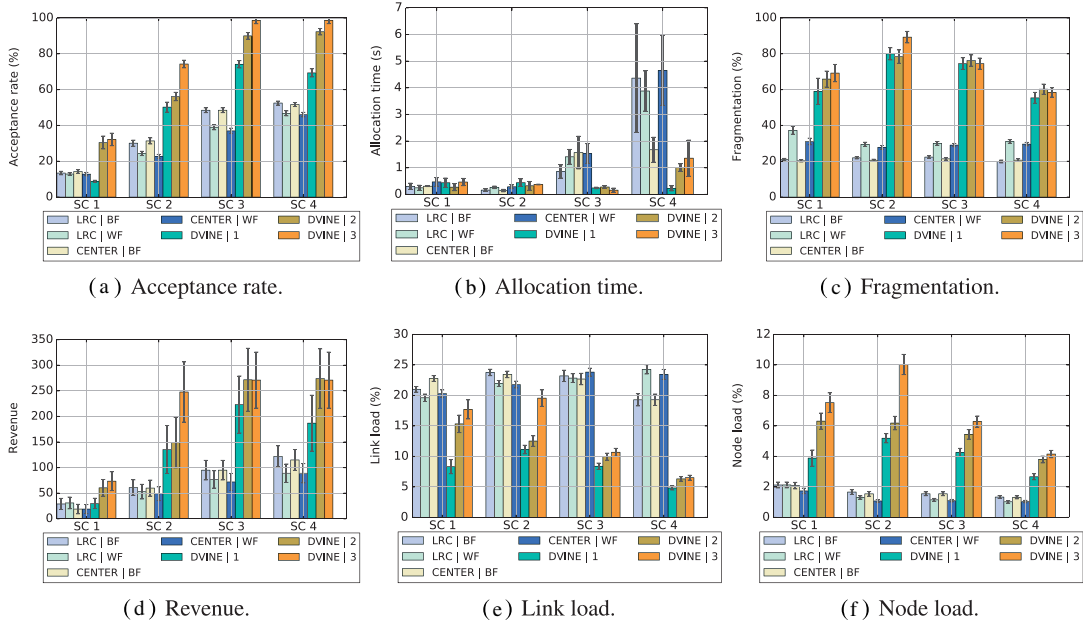 100
80
60
40
20
0
Acceptance rate (%)
SC 1 SC 2 SC 3 SC 4
LRC | BF CENTER | WF DVINE | 2
LRC | WF DVINE | 1 DVINE | 3
CENTER | BF
(a) Acceptance rate.
7
6
5
4
3
2
1
0
Allocation time (s)
SC 1 SC 2 SC 3 SC 4
LRC | BF CENTER | WF DVINE | 2
LRC | WF DVINE | 1 DVINE | 3
CENTER | BF
(b) Allocation time.
100
80
60
40
20
0
Fragmentation (%)
SC 1 SC 2 SC 3 SC 4
LRC | BF CENTER | WF DVINE | 2
LRC | WF DVINE | 1 DVINE | 3
CENTER | BF
(c) Fragmentation.
350
300
250
200
150
100
50
0
Revenue
SC 1 SC 2 SC 3 SC 4
LRC | BF CENTER | WF DVINE | 2
LRC | WF DVINE | 1 DVINE | 3
CENTER | BF
(d) Revenue.
30
25
20
15
10
5
0
Link load (%)
SC 1 SC 2 SC 3 SC 4
LRC | BF CENTER | WF DVINE | 2
LRC | WF DVINE | 1 DVINE | 3
CENTER | BF
(e) Link load.
12
10
8
6
4
2
0
Node load (%)
SC 1 SC 2 SC 3 SC 4
LRC | BF CENTER | WF DVINE | 2
LRC | WF DVINE | 1 DVINE | 3
CENTER | BF
(f) Node load.